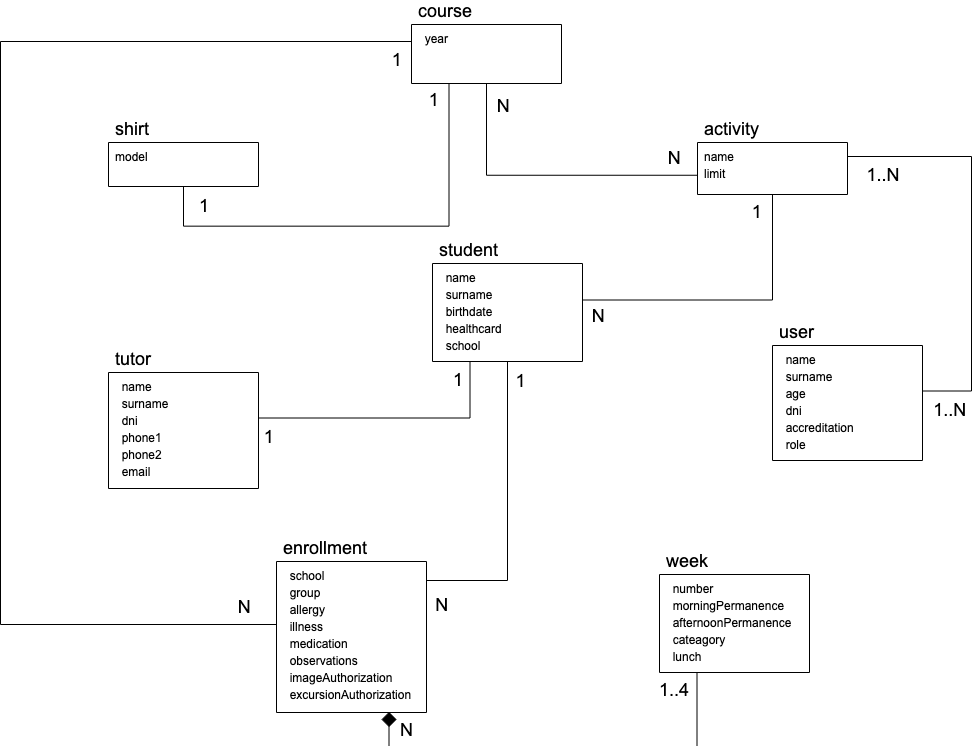 course
year
1
1
N
shirt
model
1
activity
name
limit
N
1..N
1
student
name
surname
birthdate
healthcard
school
N
1
1
user
name
surname
age
dni
accreditation
role
1..N
tutor
name
surname
dni
phone1
phone2
email
1
enrollment
school
group
allergy
illness
medication
observations
imageAuthorization
excursionAuthorization
N
N
N
week
number
morningPermanence
afternoonPermanence
cateagory
lunch
1..4